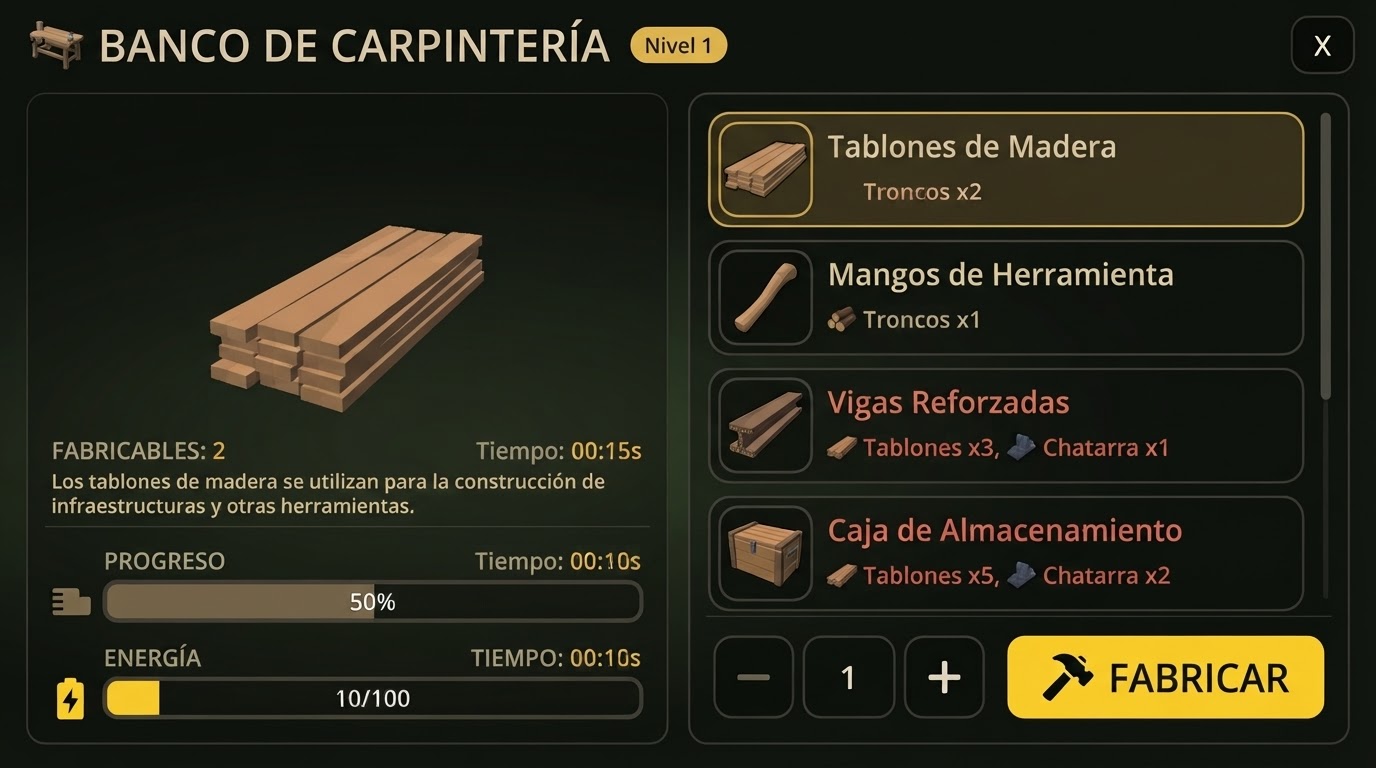 BANCO DE CARPINTERÍA
Nivel 1
X
FABRICABLES: 2
Tiempo: 00:15s
Los tablones de madera se utilizan para la construcción de
infraestructuras y otras herramientas.
PROGRESO
Tiempo: 00:10s
50%
ENERGÍA
TIEMPO: 00:10s
10/100
Tablones de Madera
Troncos x2
Mangos de Herramienta
Troncos x1
Vigas Reforzadas
Tablones x3, Chatarra x1
Caja de Almacenamiento
Tablones x5, Chatarra x2
− 1 +
FABRICAR